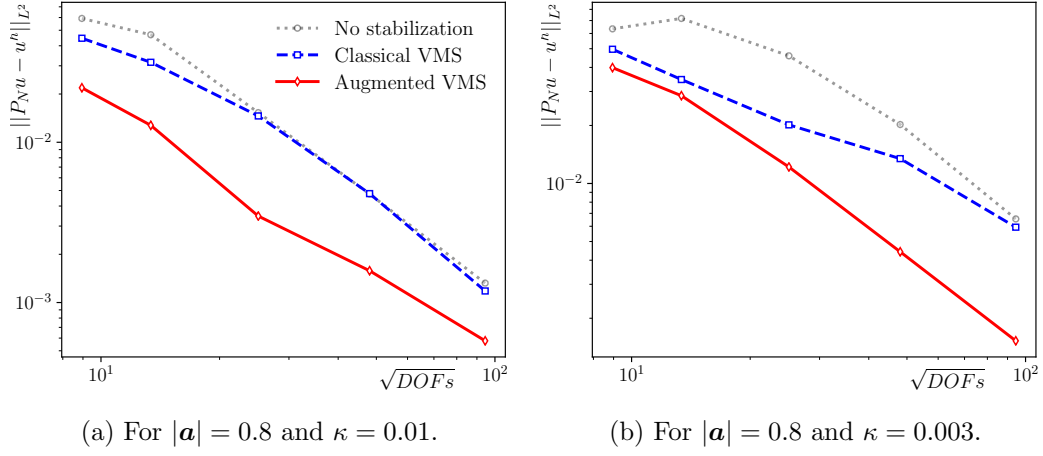 ||P_N u − u^h||_{L^2}
10^{−2}
10^{−3}
No stabilization
Classical VMS
Augmented VMS
10^1
√DOFs
10^2
(a) For |a| = 0.8 and κ = 0.01.
||P_N u − u^h||_{L^2}
10^{−2}
10^1
√DOFs
10^2
(b) For |a| = 0.8 and κ = 0.003.